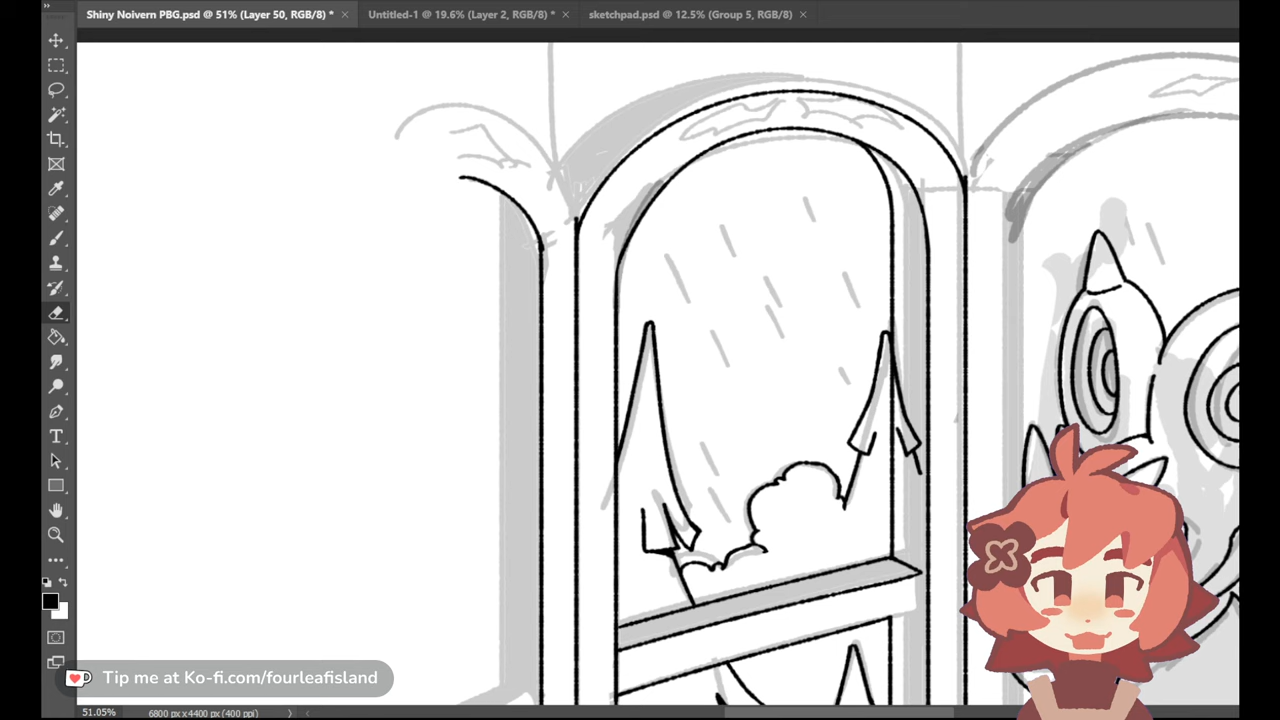 Shiny Noivern PBG.psd @ 51% (Layer 50, RGB/8) *
Untitled-1 @ 19.6% (Layer 2, RGB/8) *
sketchpad.psd @ 12.5% (Group 5, RGB/8)
Tip me at Ko-fi.com/fourleafisland
51.05%
6800 px x 4400 px (400 ppi)